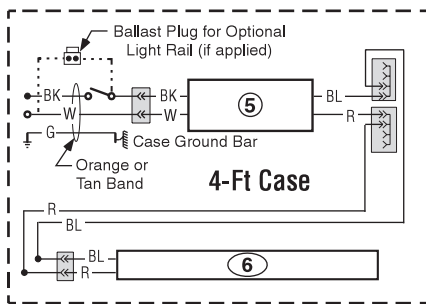 Ballast Plug for Optional
Light Rail (if applied)
BK
BK
5
BL
W
W
R
G
Case Ground Bar
Orange or
Tan Band
4-Ft Case
R
BL
BL
R
6